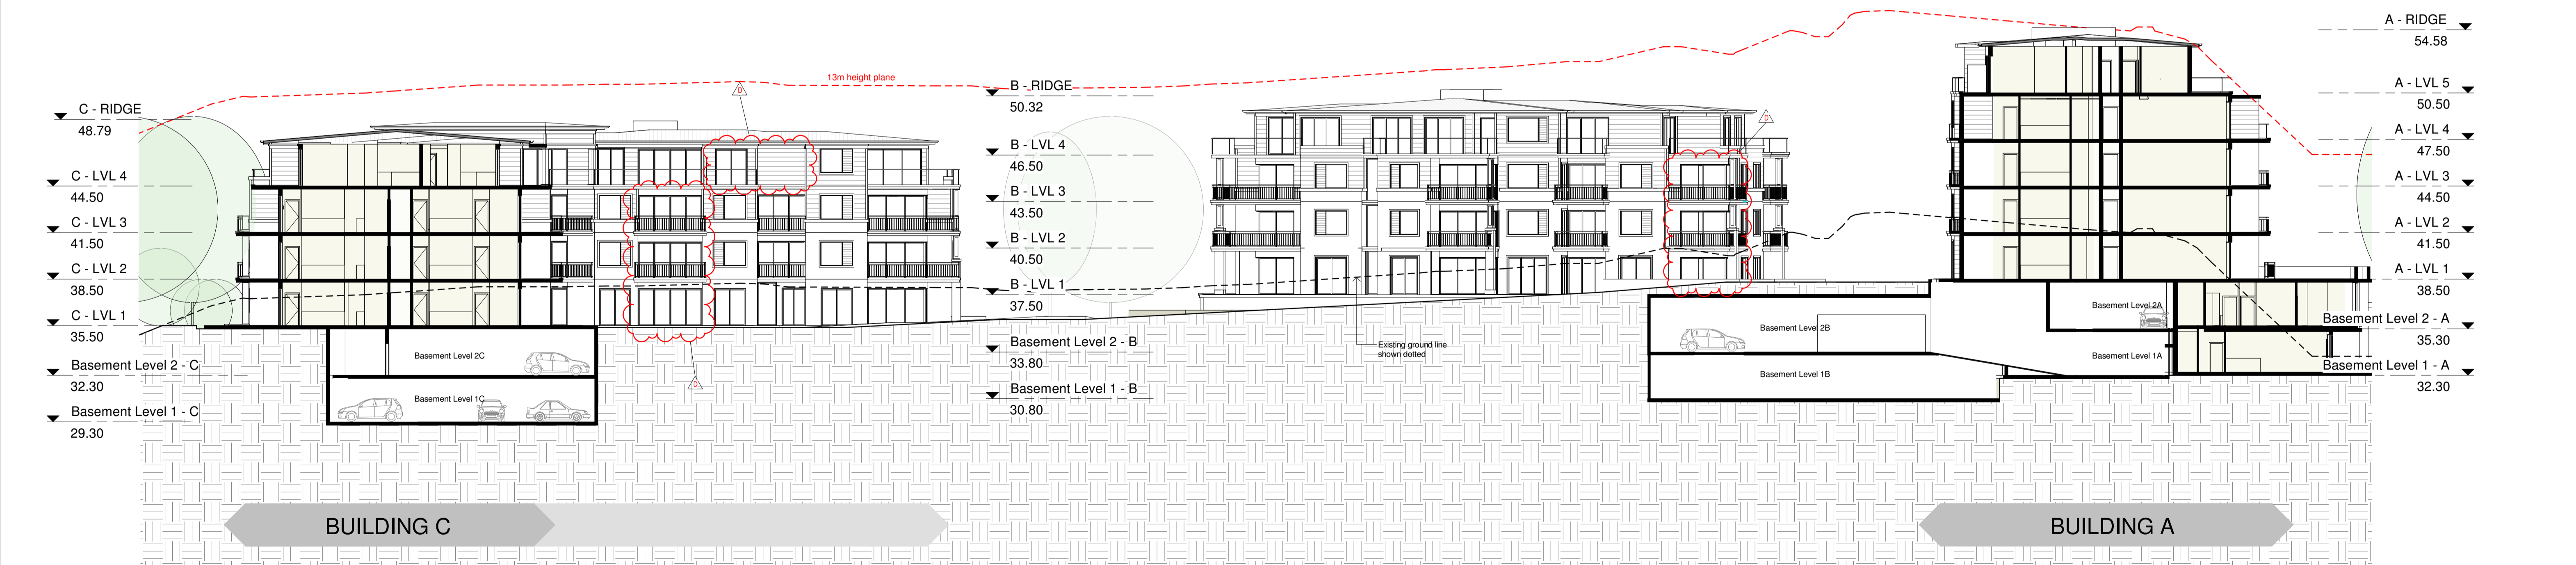 C - RIDGE
48.79
C - LVL 4
44.50
C - LVL 3
41.50
C - LVL 2
38.50
C - LVL 1
35.50
Basement Level 2 - C
32.30
Basement Level 1 - C
29.30
13m height plane
D
D
Basement Level 2C
Basement Level 1C
BUILDING C
B - RIDGE
50.32
B - LVL 4
46.50
B - LVL 3
43.50
B - LVL 2
40.50
B - LVL 1
37.50
Basement Level 2 - B
33.80
Basement Level 1 - B
30.80
D
Existing ground line
shown dotted
Basement Level 2B
Basement Level 1B
Basement Level 2A
Basement Level 1A
BUILDING A
A - RIDGE
54.58
A - LVL 5
50.50
A - LVL 4
47.50
A - LVL 3
44.50
A - LVL 2
41.50
A - LVL 1
38.50
Basement Level 2 - A
35.30
Basement Level 1 - A
32.30